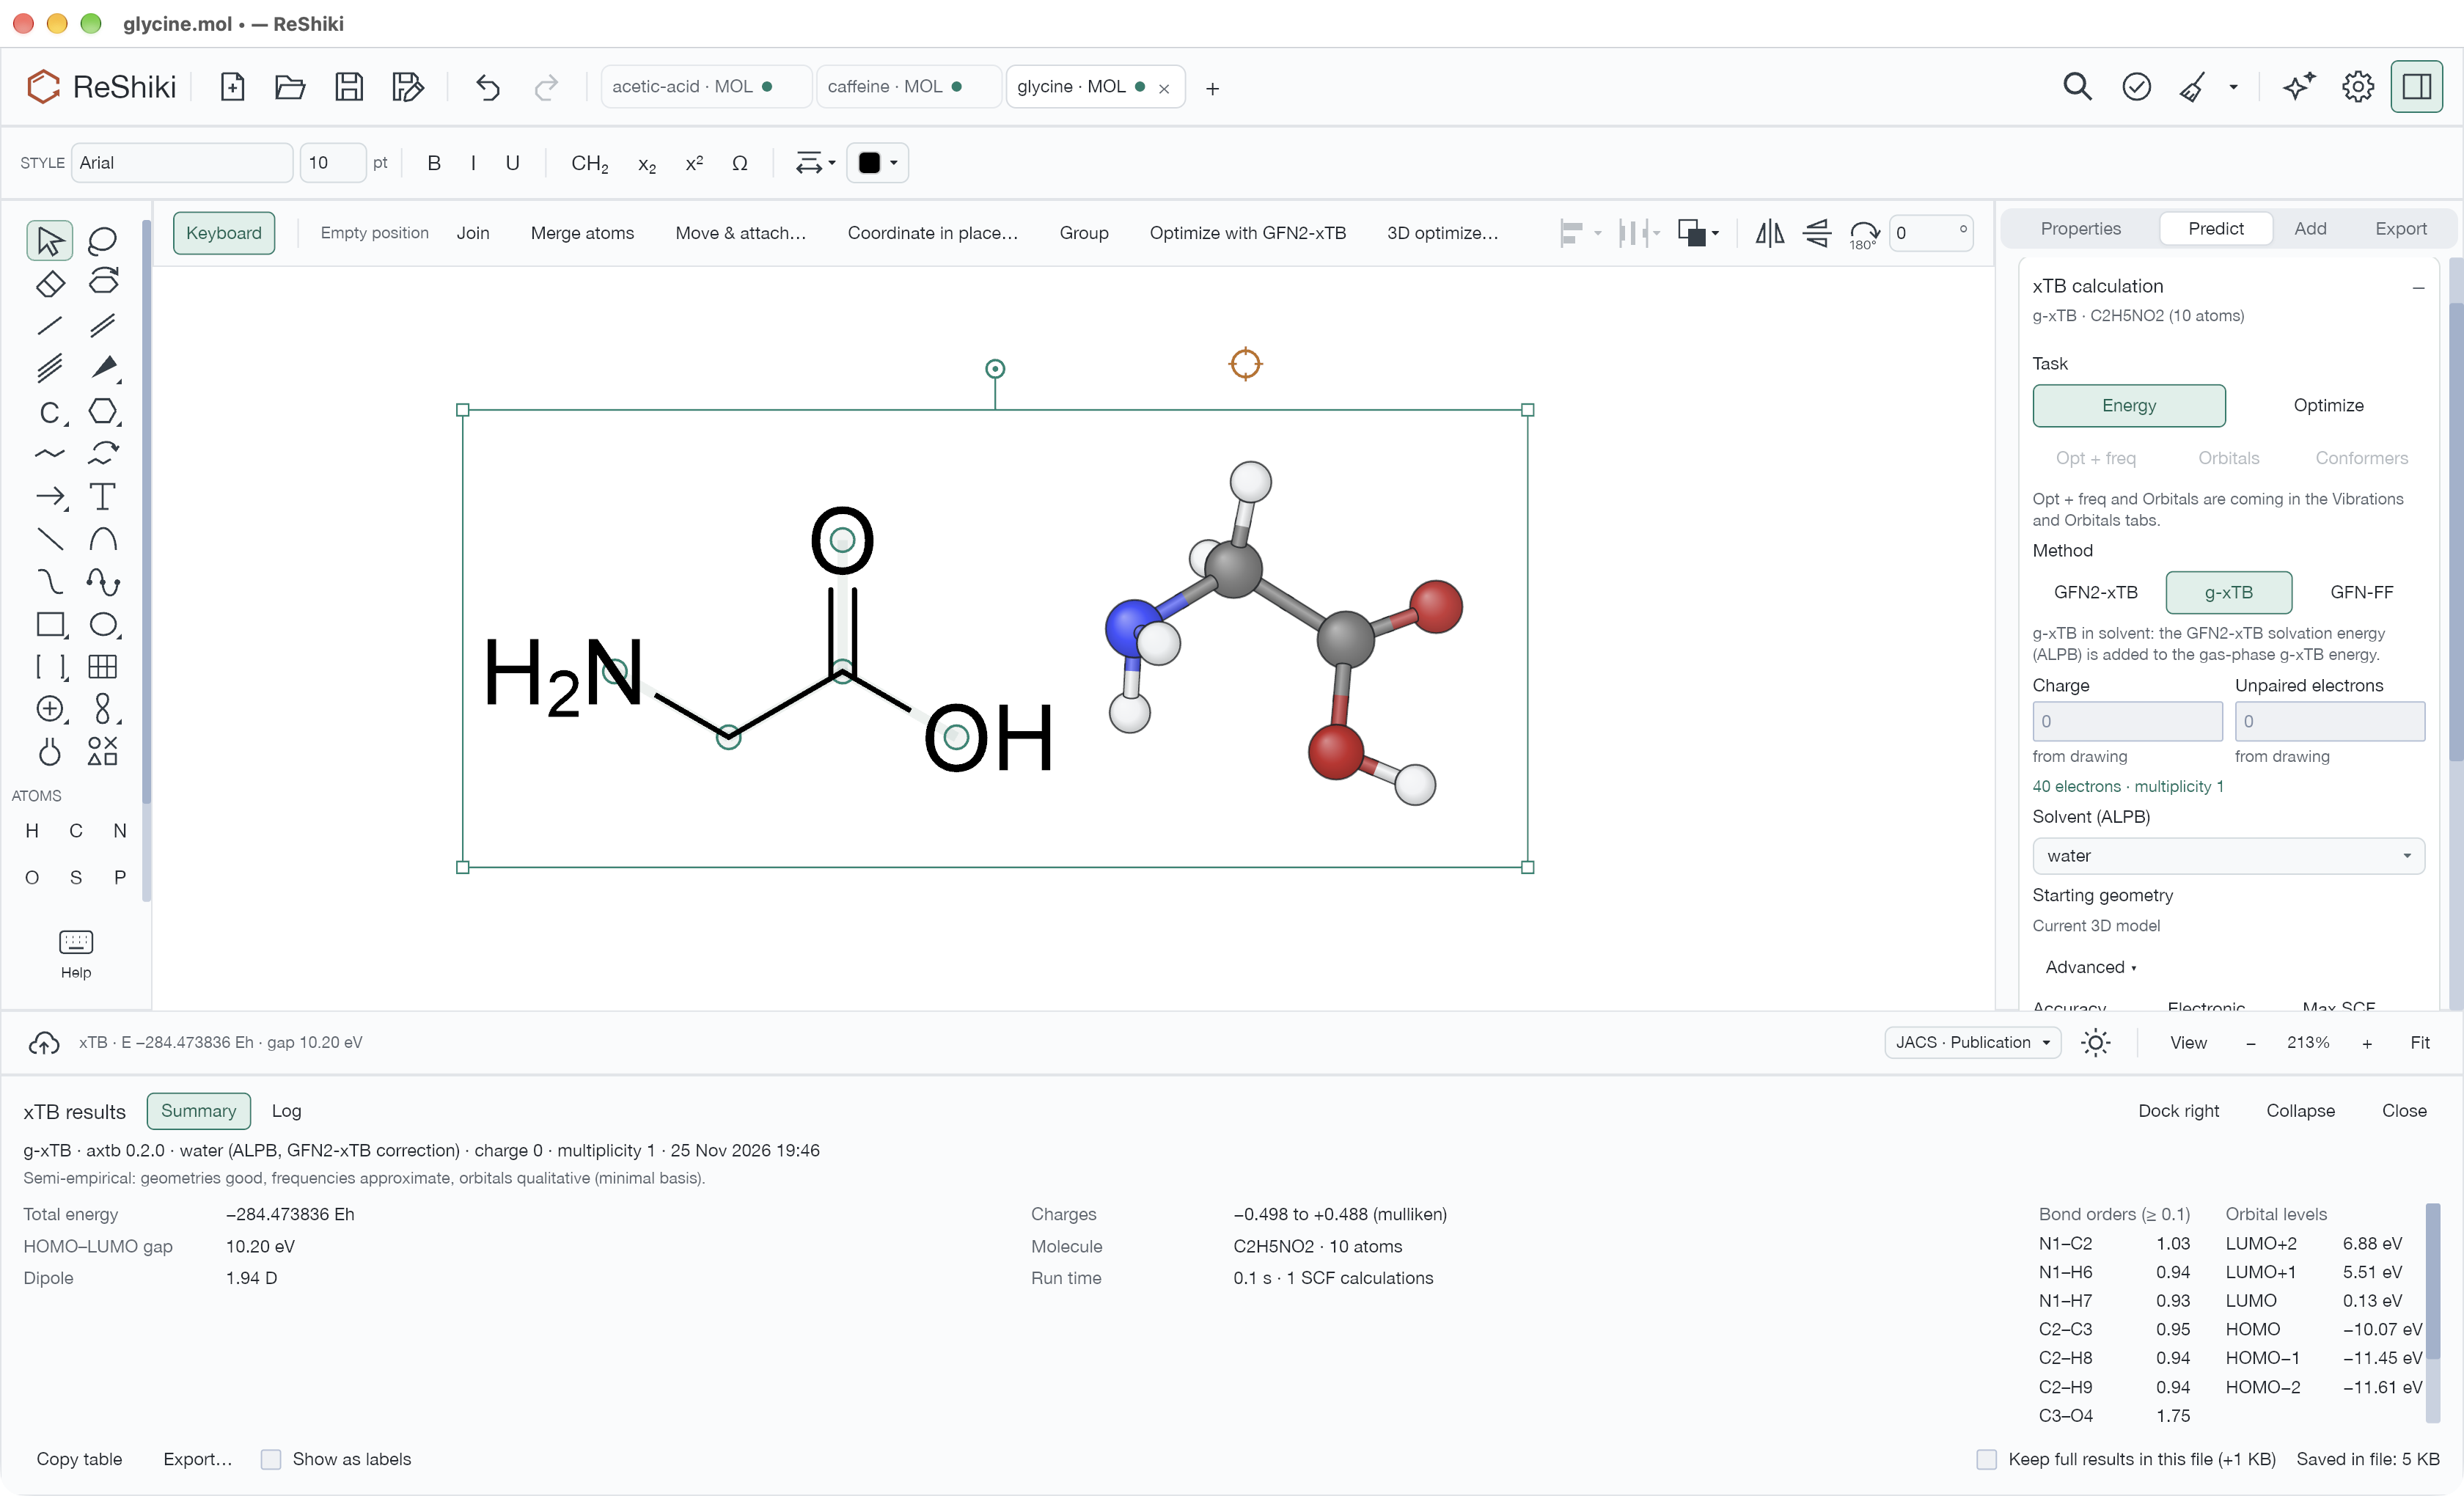 glycine.mol • — ReShiki
ReShiki
acetic-acid · MOL
caffeine · MOL
glycine · MOL ×
+
STYLE Arial 10 pt B I U CH₂ x₂ x² Ω
Keyboard Empty position Join Merge atoms Move & attach... Coordinate in place... Group Optimize with GFN2-xTB 3D optimize... 180° 0 °
Properties Predict Add Export
C
T
ATOMS
H C N
O S P
Help
O
H₂N
OH
xTB calculation –
g-xTB · C2H5NO2 (10 atoms)
Task
Energy Optimize
Opt + freq Orbitals Conformers
Opt + freq and Orbitals are coming in the Vibrations
and Orbitals tabs.
Method
GFN2-xTB g-xTB GFN-FF
g-xTB in solvent: the GFN2-xTB solvation energy
(ALPB) is added to the gas-phase g-xTB energy.
Charge Unpaired electrons
0 0
from drawing from drawing
40 electrons · multiplicity 1
Solvent (ALPB)
water
Starting geometry
Current 3D model
Advanced
Accuracy Electronic Max SCF
xTB · E −284.473836 Eh · gap 10.20 eV
JACS · Publication View − 213% + Fit
xTB results Summary Log Dock right Collapse Close
g-xTB · axtb 0.2.0 · water (ALPB, GFN2-xTB correction) · charge 0 · multiplicity 1 · 25 Nov 2026 19:46
Semi-empirical: geometries good, frequencies approximate, orbitals qualitative (minimal basis).
Total energy −284.473836 Eh
HOMO–LUMO gap 10.20 eV
Dipole 1.94 D
Charges −0.498 to +0.488 (mulliken)
Molecule C2H5NO2 · 10 atoms
Run time 0.1 s · 1 SCF calculations
Bond orders (≥ 0.1) Orbital levels
N1–C2 1.03 LUMO+2 6.88 eV
N1–H6 0.94 LUMO+1 5.51 eV
N1–H7 0.93 LUMO 0.13 eV
C2–C3 0.95 HOMO −10.07 eV
C2–H8 0.94 HOMO−1 −11.45 eV
C2–H9 0.94 HOMO−2 −11.61 eV
C3–O4 1.75
Copy table Export... Show as labels Keep full results in this file (+1 KB) Saved in file: 5 KB